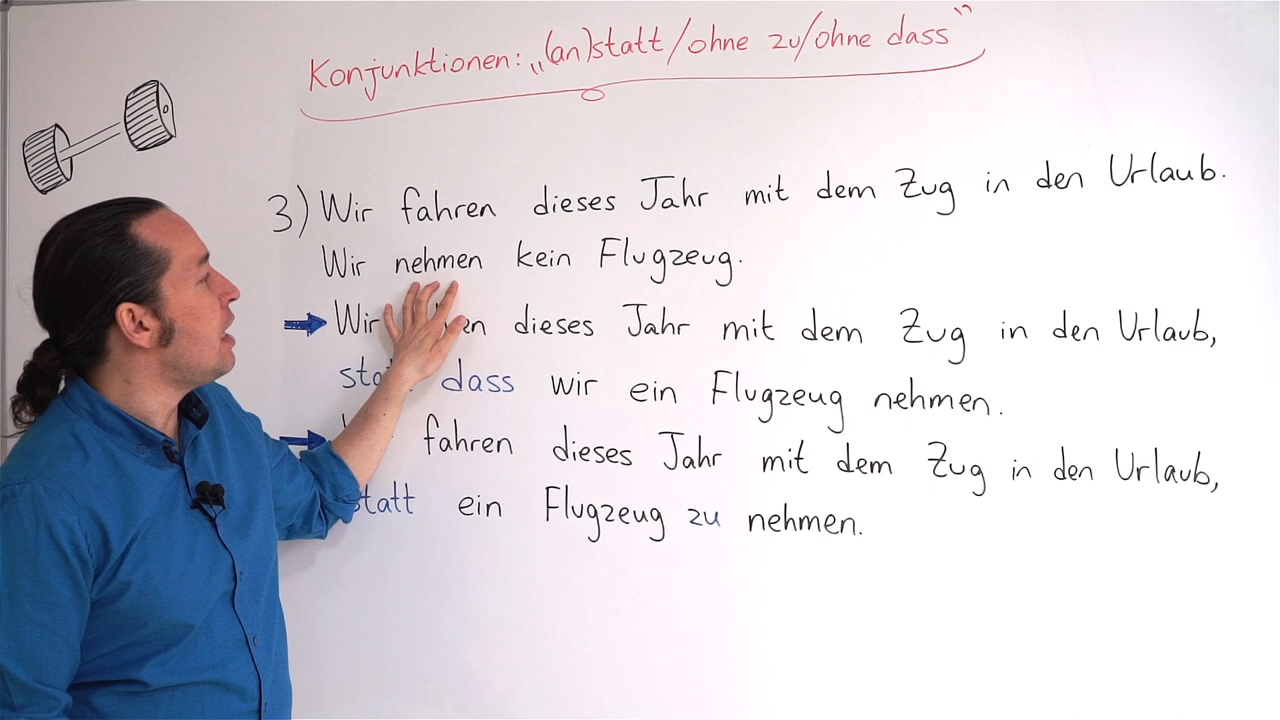 Konjunktionen: „(an)statt/ohne zu/ohne dass"
3) Wir fahren dieses Jahr mit dem Zug in den Urlaub.
Wir nehmen kein Flugzeug.
Wir dieses Jahr mit dem Zug in den Urlaub,
dass wir ein Flugzeug nehmen.
fahren dieses Jahr mit dem Zug in den Urlaub,
statt ein Flugzeug zu nehmen.